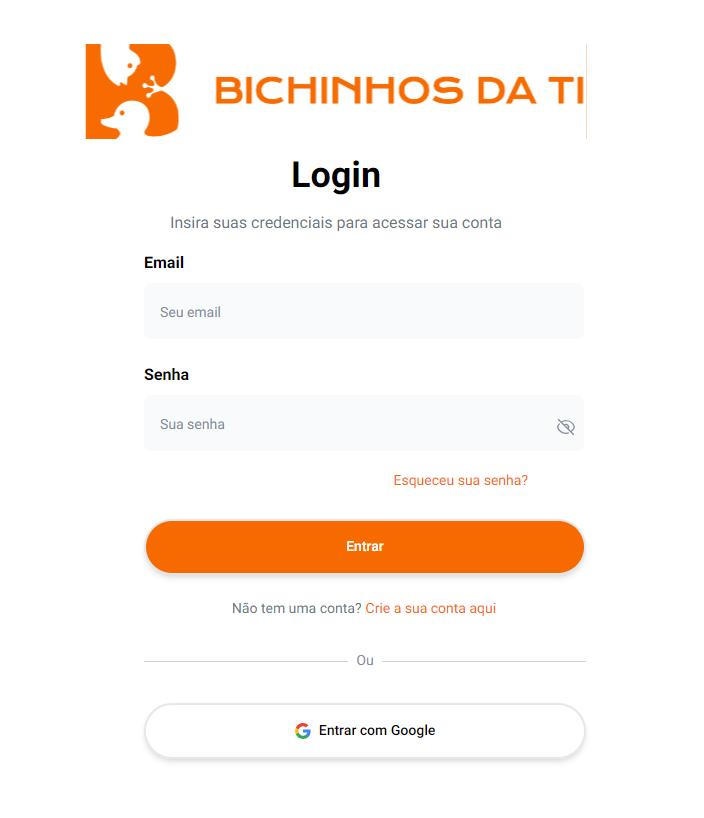 BICHINHOS DA TI
Login
Insira suas credenciais para acessar sua conta
Email
Seu email
Senha
Sua senha
Esqueceu sua senha?
Entrar
Não tem uma conta? Crie a sua conta aqui
Ou
Entrar com Google